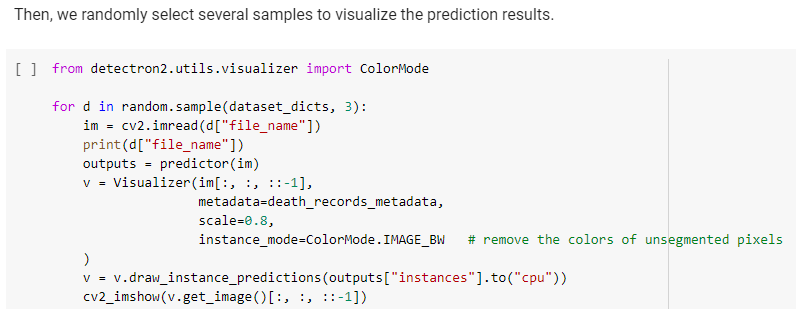 Then, we randomly select several samples to visualize the prediction results.
[ ] from detectron2.utils.visualizer import ColorMode
for d in random.sample(dataset_dicts, 3):
    im = cv2.imread(d["file_name"])
    print(d["file_name"])
    outputs = predictor(im)
    v = Visualizer(im[:, :, ::-1],
                   metadata=death_records_metadata,
                   scale=0.8,
                   instance_mode=ColorMode.IMAGE_BW   # remove the colors of unsegmented pixels
    )
    v = v.draw_instance_predictions(outputs["instances"].to("cpu"))
    cv2_imshow(v.get_image()[:, :, ::-1])